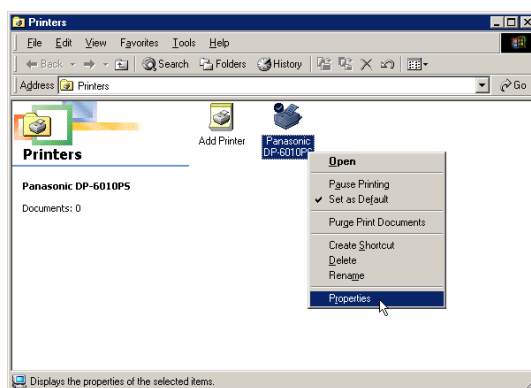 Printers
File Edit View Favorites Tools Help
Back Search Folders History
Address Printers Go
Printers
Panasonic DP-6010PS
Documents: 0
Add Printer
Panasonic
DP-6010PS
Open
Pause Printing
Set as Default
Purge Print Documents
Create Shortcut
Delete
Rename
Properties
Displays the properties of the selected items.